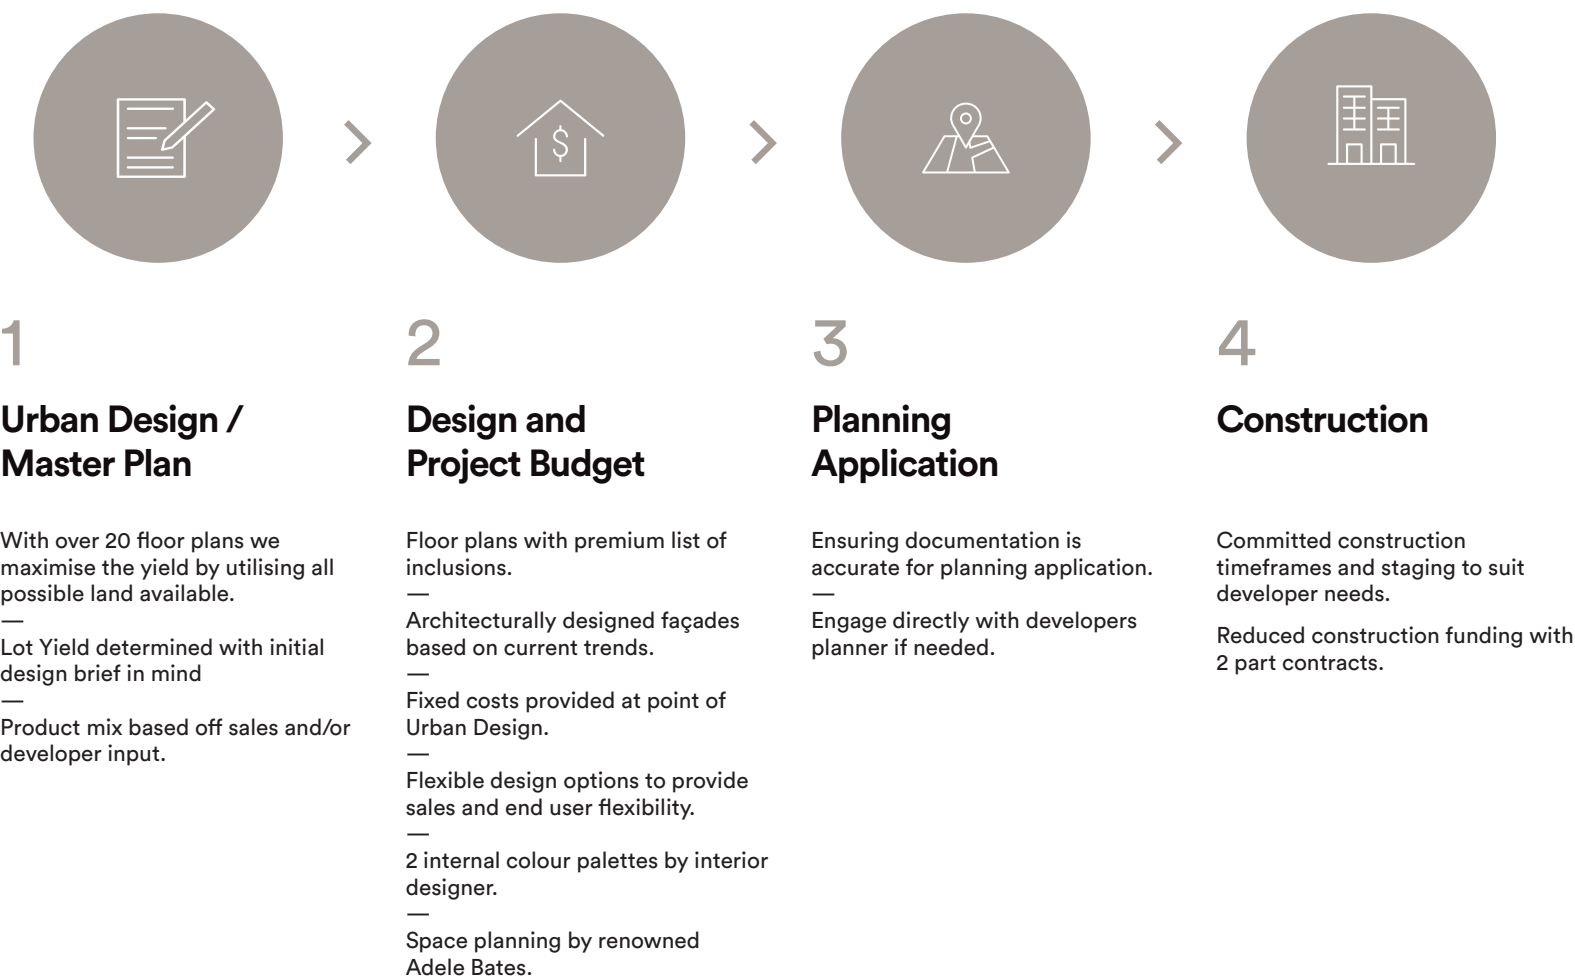 1
Urban Design /
Master Plan
With over 20 floor plans we
maximise the yield by utilising all
possible land available.
—
Lot Yield determined with initial
design brief in mind
—
Product mix based off sales and/or
developer input.
2
Design and
Project Budget
Floor plans with premium list of
inclusions.
—
Architecturally designed façades
based on current trends.
—
Fixed costs provided at point of
Urban Design.
—
Flexible design options to provide
sales and end user flexibility.
—
2 internal colour palettes by interior
designer.
—
Space planning by renowned
Adele Bates.
3
Planning
Application
Ensuring documentation is
accurate for planning application.
—
Engage directly with developers
planner if needed.
4
Construction
Committed construction
timeframes and staging to suit
developer needs.
Reduced construction funding with
2 part contracts.